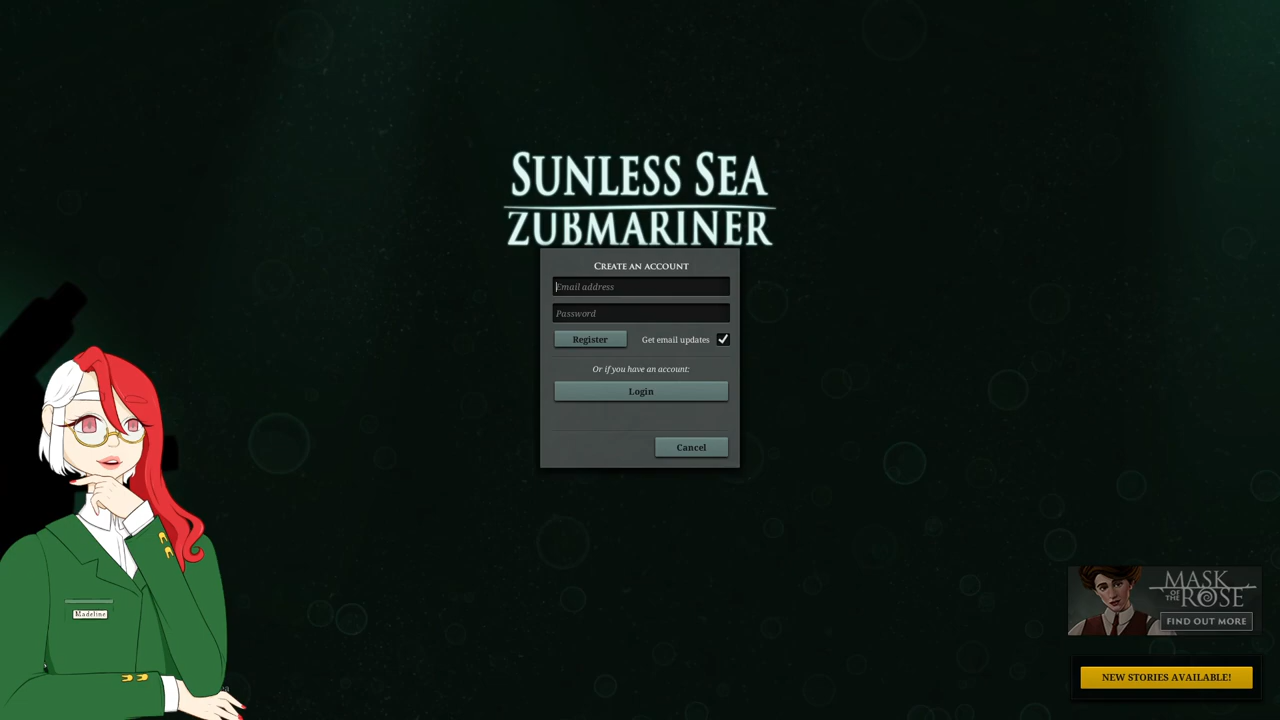 SUNLESS SEA
ZUBMARINER
CREATE AN ACCOUNT
Email address
Password
Register
Get email updates
Or if you have an account:
Login
Cancel
Madeline
MASK
OF THE ROSE
FIND OUT MORE
NEW STORIES AVAILABLE!